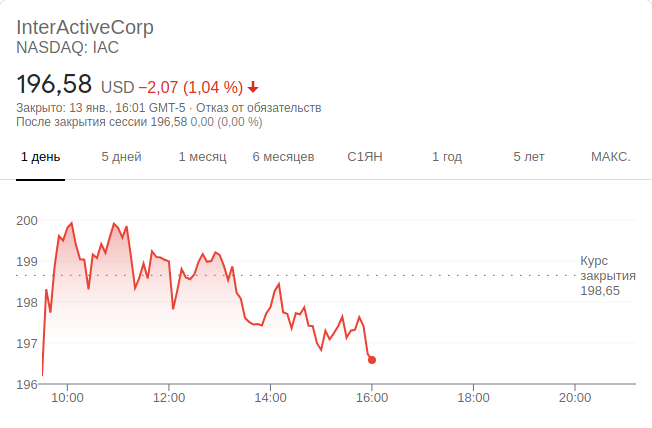 InterActiveCorp
NASDAQ: IAC
196,58 USD −2,07 (1,04 %)
Закрыто: 13 янв., 16:01 GMT-5 · Отказ от обязательств
После закрытия сессии 196,58 0,00 (0,00 %)
1 день 5 дней 1 месяц 6 месяцев С1ЯН 1 год 5 лет МАКС.
200
199
198
197
196
Курс
закрытия
198,65
10:00 12:00 14:00 16:00 18:00 20:00